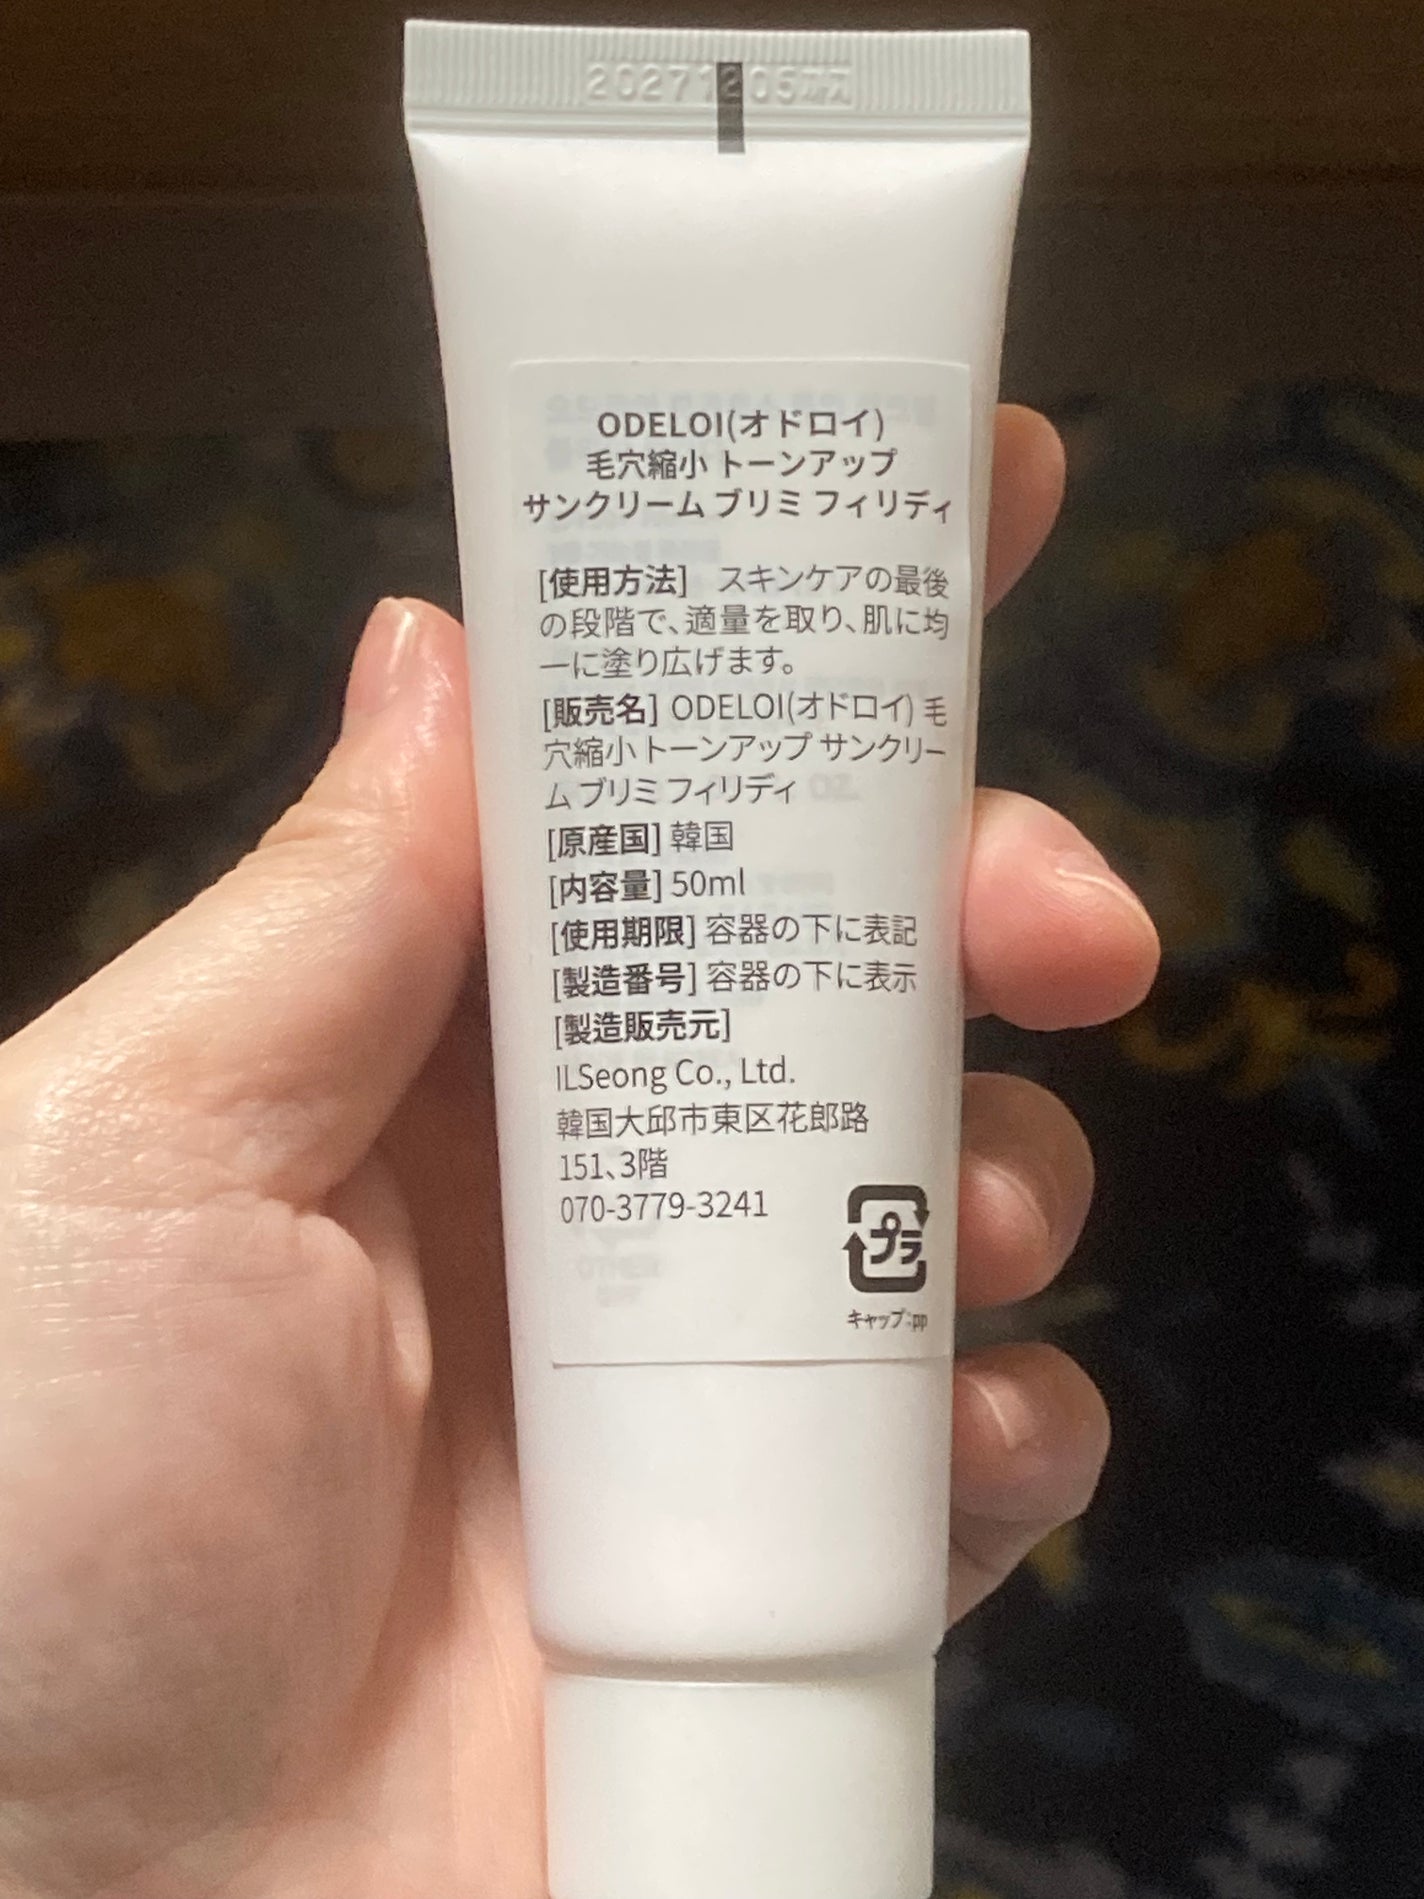 20271205까지
ODELOI(オドロイ)
毛穴縮小 トーンアップ
サンクリーム ブリミ フィリディ
[使用方法] スキンケアの最後
の段階で、適量を取り、肌に均
一に塗り広げます。
[販売名] ODELOI(オドロイ) 毛
穴縮小 トーンアップ サンクリー
ム ブリミ フィリディ
[原産国] 韓国
[内容量] 50ml
[使用期限] 容器の下に表記
[製造番号] 容器の下に表示
[製造販売元]
ILSeong Co., Ltd.
韓国大邱市東区花郎路
151、3階
070-3779-3241
プラ
キャップ:pp